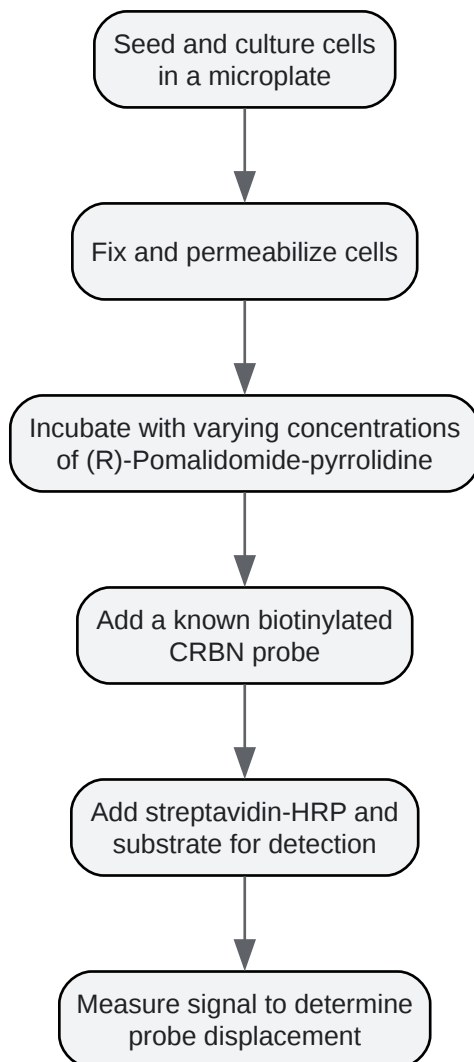 Seed and culture cells
in a microplate
Fix and permeabilize cells
Incubate with varying concentrations
of (R)-Pomalidomide-pyrrolidine
Add a known biotinylated
CRBN probe
Add streptavidin-HRP and
substrate for detection
Measure signal to determine
probe displacement